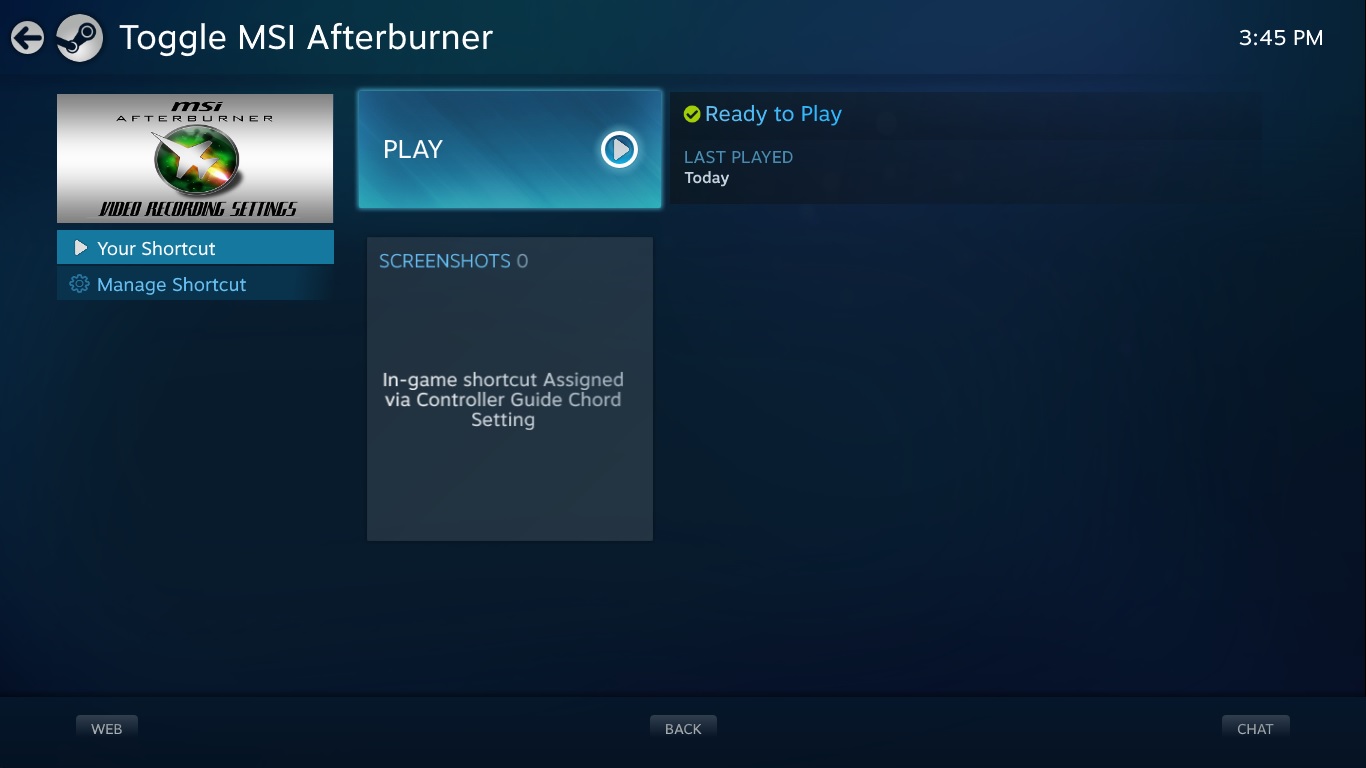 Toggle MSI Afterburner
3:45 PM
msi
AFTERBURNER
VIDEO RECORDING SETTINGS
Your Shortcut
Manage Shortcut
PLAY
Ready to Play
LAST PLAYED
Today
SCREENSHOTS 0
In-game shortcut Assigned
via Controller Guide Chord
Setting
WEB
BACK
CHAT